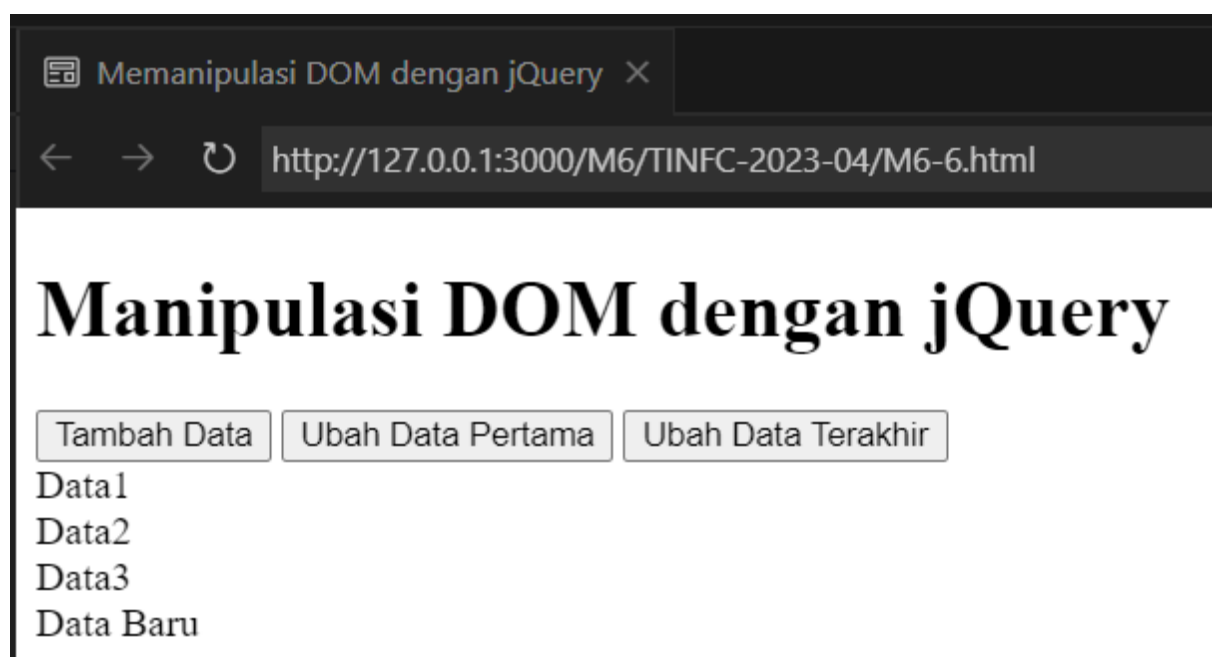 Memanipulasi DOM dengan jQuery
http://127.0.0.1:3000/M6/TINFC-2023-04/M6-6.html
Manipulasi DOM dengan jQuery
Tambah Data Ubah Data Pertama Ubah Data Terakhir
Data1
Data2
Data3
Data Baru